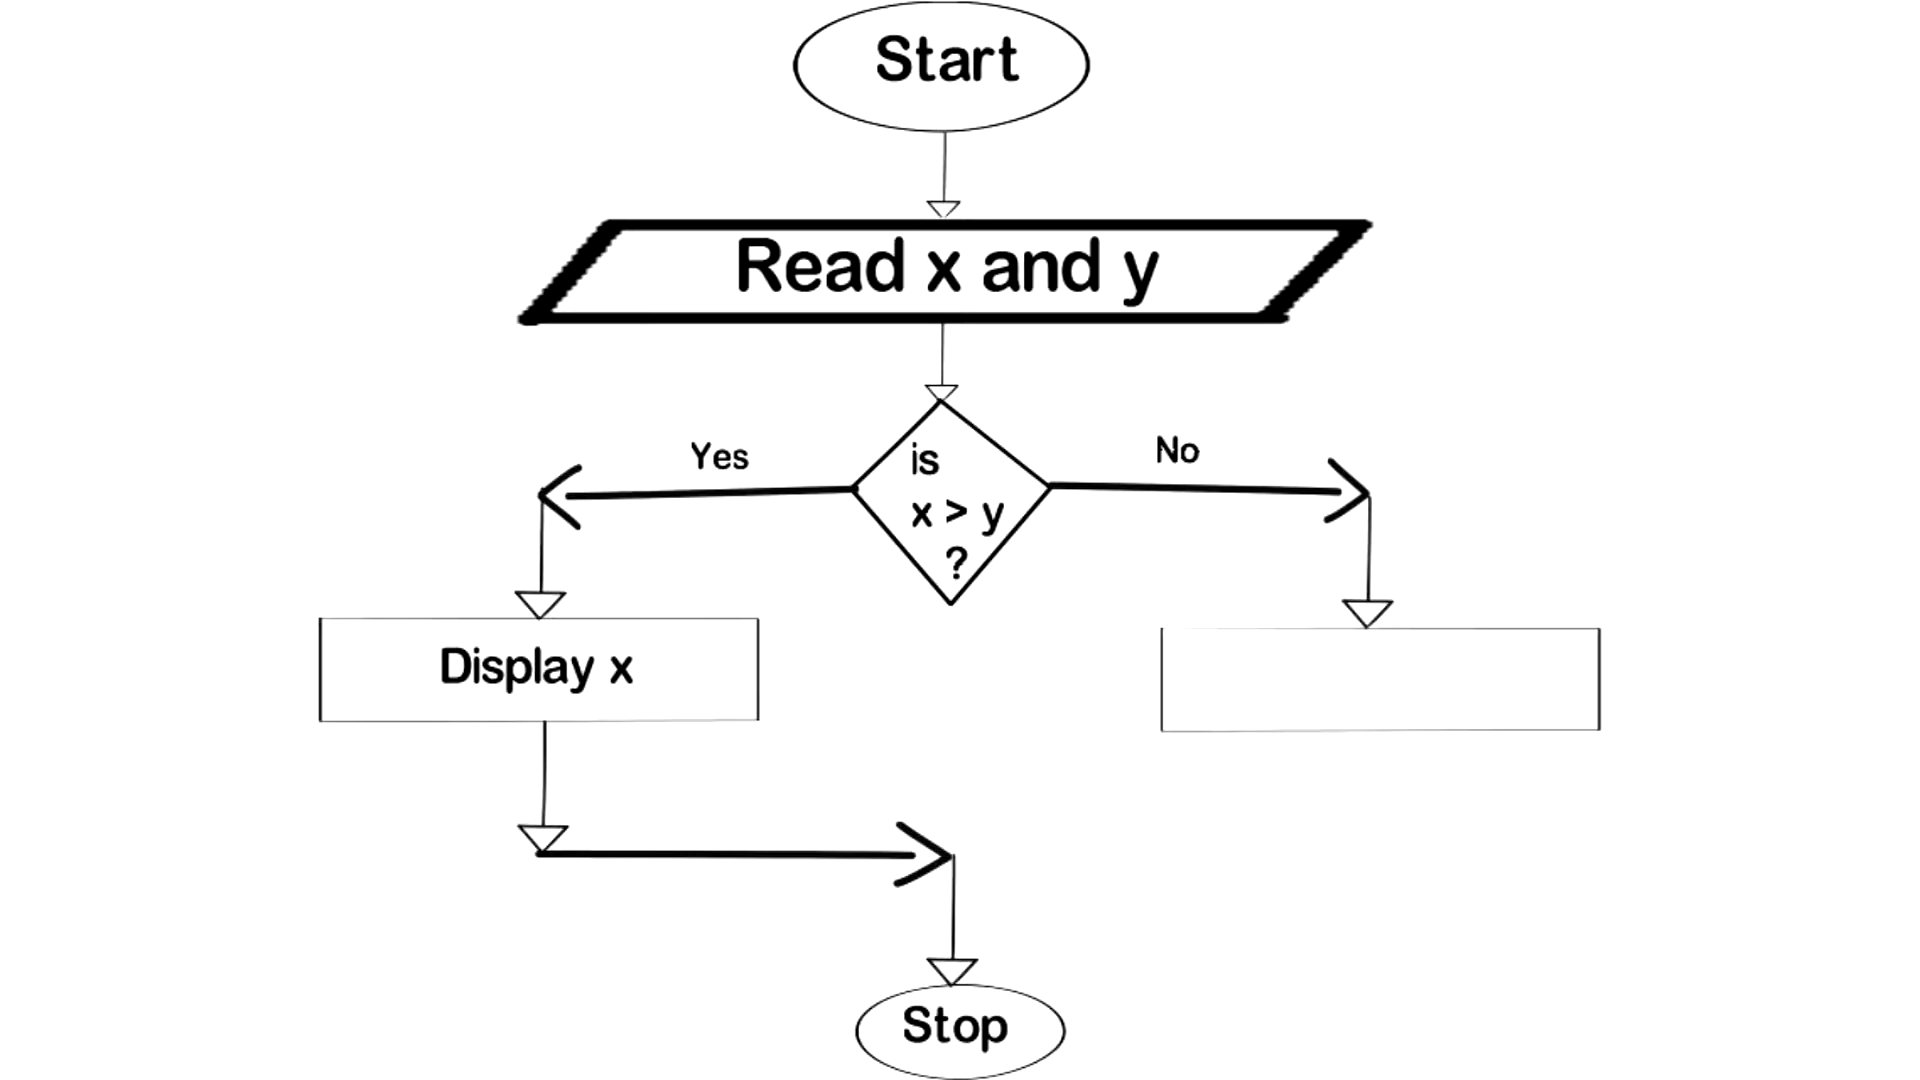 Start
Read x and y
Yes
No
is
x > y
?
Display x
Stop